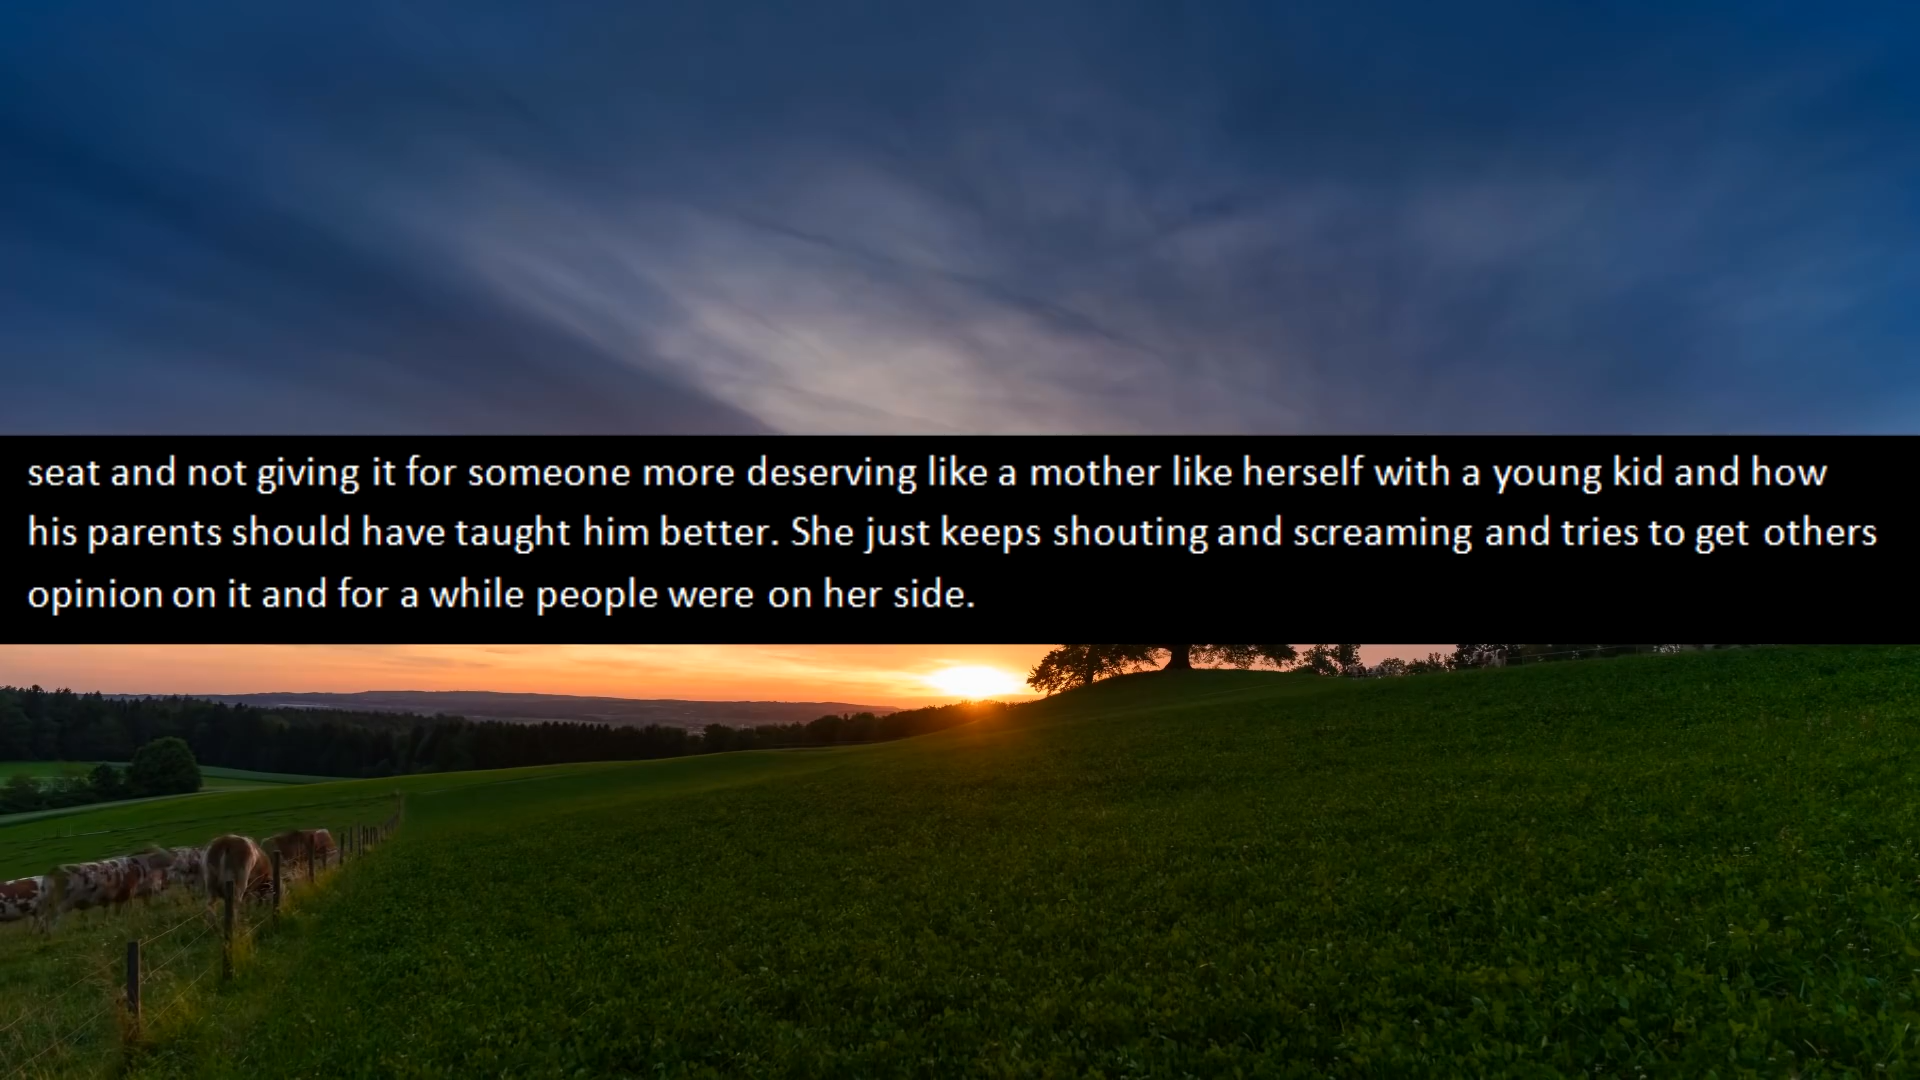 seat and not giving it for someone more deserving like a mother like herself with a young kid and how
his parents should have taught him better. She just keeps shouting and screaming and tries to get others
opinion on it and for a while people were on her side.